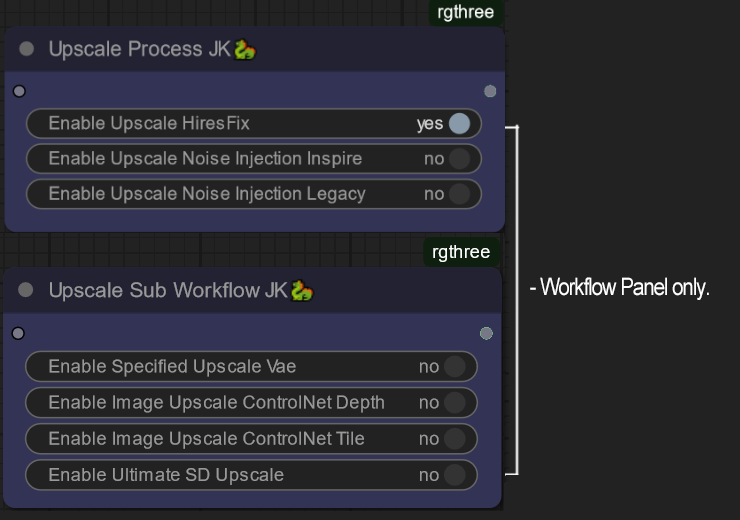 rgthree
Upscale Process JK🐉
Enable Upscale HiresFix yes
Enable Upscale Noise Injection Inspire no
Enable Upscale Noise Injection Legacy no
rgthree
Upscale Sub Workflow JK🐉
- Workflow Panel only.
Enable Specified Upscale Vae no
Enable Image Upscale ControlNet Depth no
Enable Image Upscale ControlNet Tile no
Enable Ultimate SD Upscale no